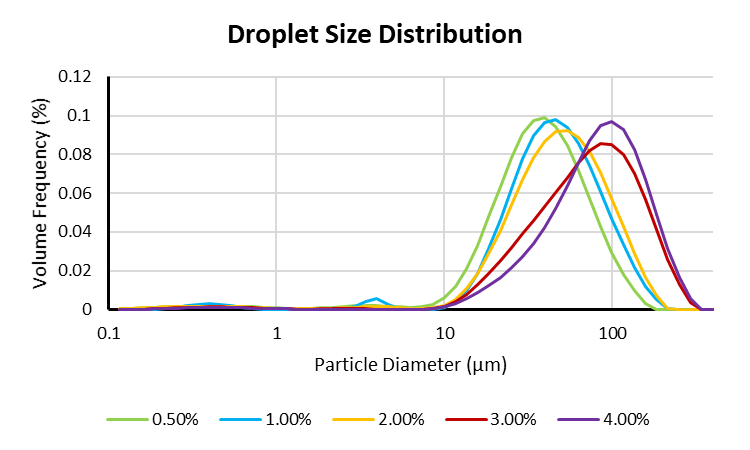 Droplet Size Distribution
Volume Frequency (%)
0.12
0.1
0.08
0.06
0.04
0.02
0
0.1 1 10 100
Particle Diameter (µm)
0.50% 1.00% 2.00% 3.00% 4.00%